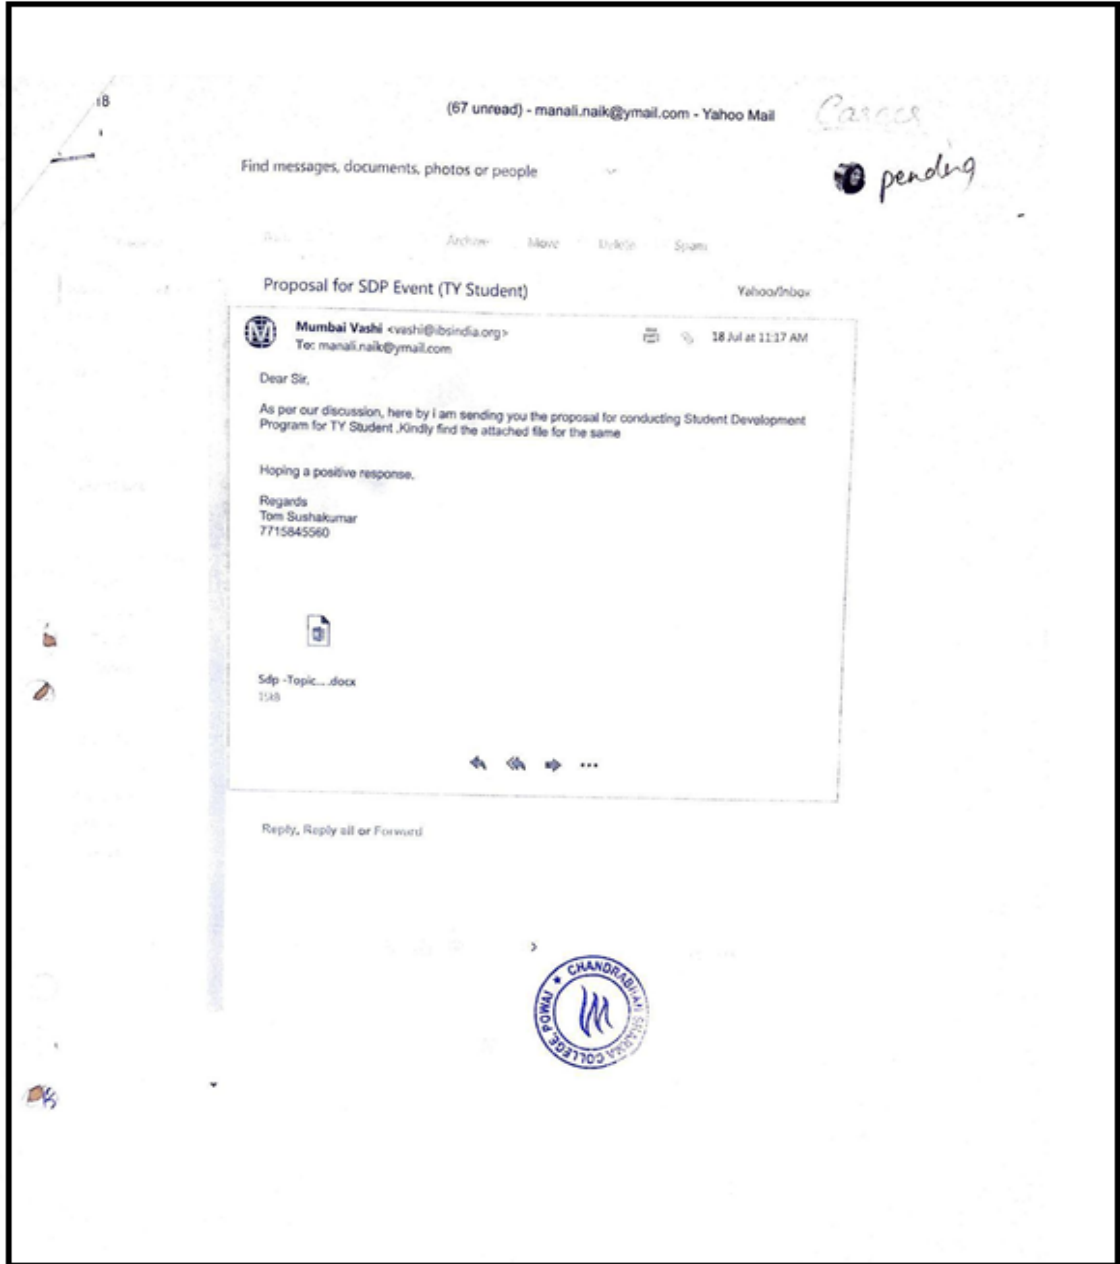 18
(67 unread) - manali.naik@ymail.com - Yahoo Mail
pending
Find messages, documents, photos or people
Archive Move Delete Spam
Proposal for SDP Event (TY Student)
Yahoo/Inbox
Mumbai Vashi <vashi@ibsindia.org>
18 Jul at 11:17 AM
To: manali.naik@ymail.com
Dear Sir,
As per our discussion, here by i am sending you the proposal for conducting Student Development
Program for TY Student .Kindly find the attached file for the same
Hoping a positive response.
Regards
Tom Sushakumar
7715845560
Sdp -Topic....docx
15kB
Reply, Reply all or Forward
CHANDRABHAN SHARMA COLLEGE, POWAI ★